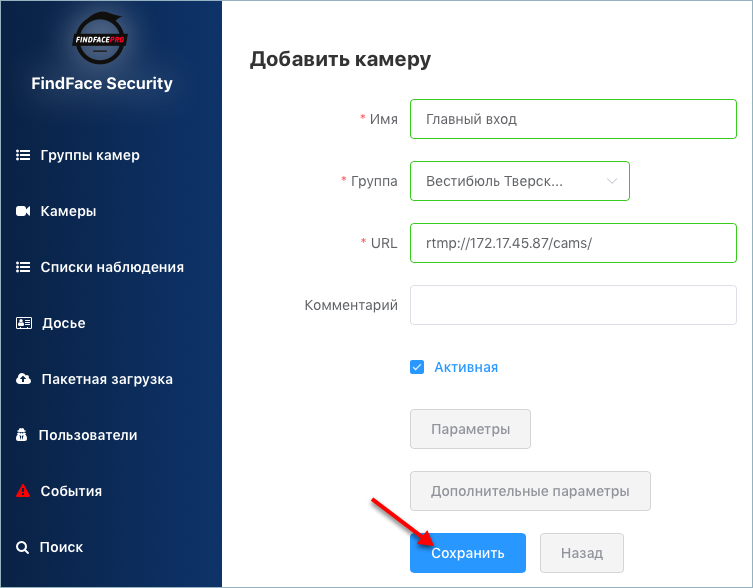 FINDFACEPRO
FindFace Security
Группы камер
Камеры
Списки наблюдения
Досье
Пакетная загрузка
Пользователи
События
Поиск
Добавить камеру
* Имя Главный вход
* Группа Вестибюль Тверск...
* URL rtmp://172.17.45.87/cams/
Комментарий
Активная
Параметры
Дополнительные параметры
Сохранить Назад